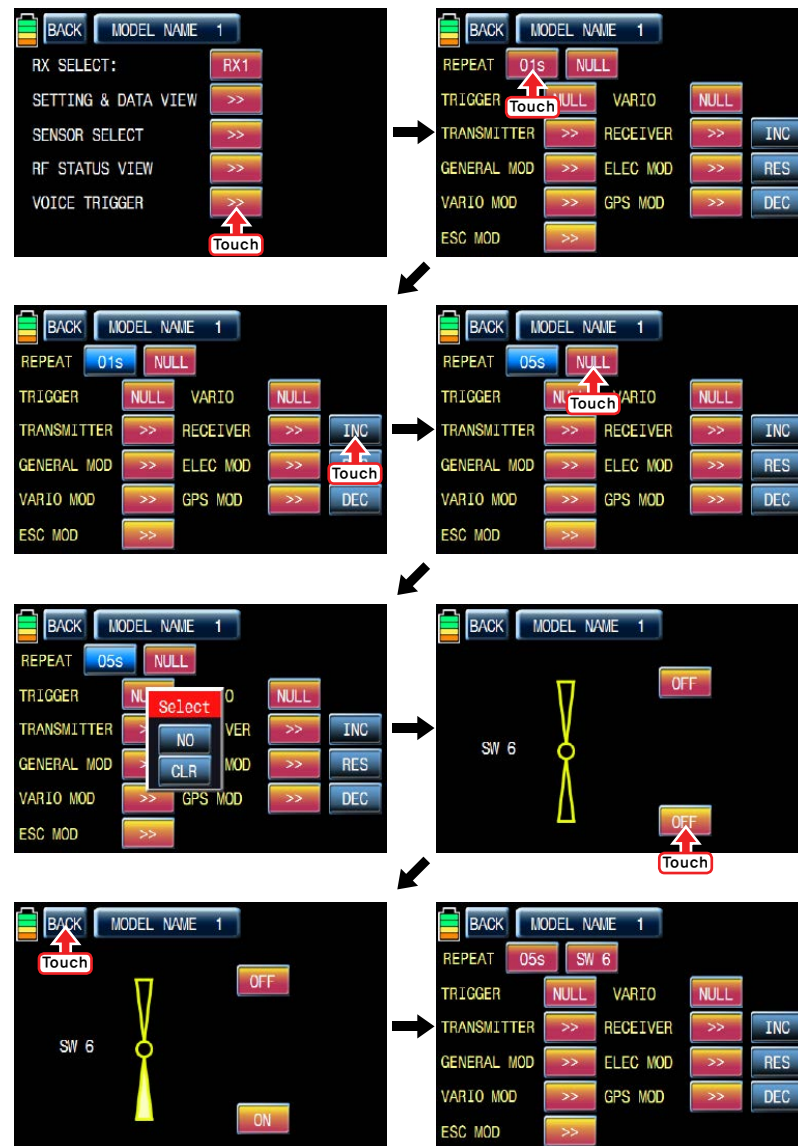 BACK MODEL NAME 1
RX SELECT: RX1
SETTING & DATA VIEW >>
SENSOR SELECT >>
RF STATUS VIEW >>
VOICE TRIGGER >>
Touch
BACK MODEL NAME 1
REPEAT 01s NULL
TRIGGER NULL VARIO NULL
Touch
TRANSMITTER >> RECEIVER >> INC
GENERAL MOD >> ELEC MOD >> RES
VARIO MOD >> GPS MOD >> DEC
ESC MOD >>
BACK MODEL NAME 1
REPEAT 01s NULL
TRIGGER NULL VARIO NULL
TRANSMITTER >> RECEIVER >> INC
GENERAL MOD >> ELEC MOD >>
Touch
VARIO MOD >> GPS MOD >> DEC
ESC MOD >>
BACK MODEL NAME 1
REPEAT 05s NULL
TRIGGER NULL VARIO NULL
Touch
TRANSMITTER >> RECEIVER >> INC
GENERAL MOD >> ELEC MOD >> RES
VARIO MOD >> GPS MOD >> DEC
ESC MOD >>
BACK MODEL NAME 1
REPEAT 05s NULL
TRIGGER NU O NULL
Select
TRANSMITTER > VER >> INC
NO
GENERAL MOD > MOD >> RES
CLR
VARIO MOD >> GPS MOD >> DEC
ESC MOD >>
BACK MODEL NAME 1
OFF
SW 6
OFF
Touch
BACK MODEL NAME 1
Touch
OFF
SW 6
ON
BACK MODEL NAME 1
REPEAT 05s SW 6
TRIGGER NULL VARIO NULL
TRANSMITTER >> RECEIVER >> INC
GENERAL MOD >> ELEC MOD >> RES
VARIO MOD >> GPS MOD >> DEC
ESC MOD >>